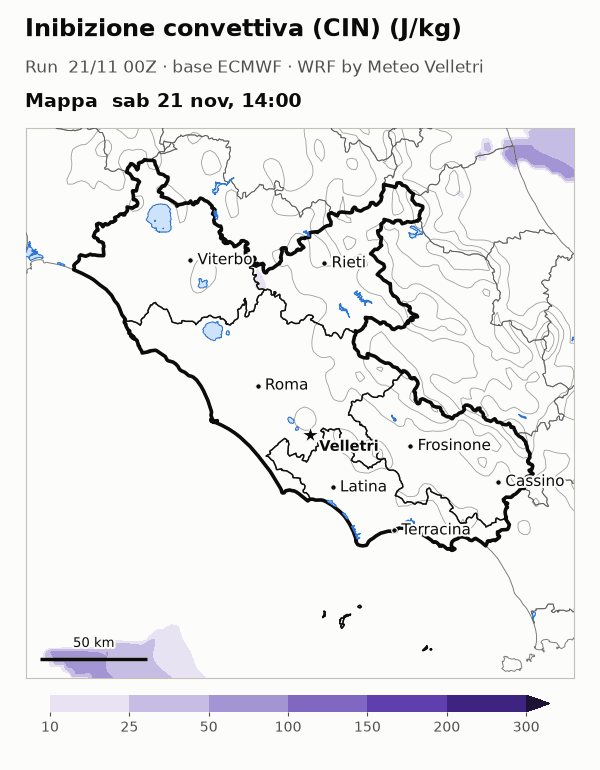 Inibizione convettiva (CIN) (J/kg)
Run  21/11 00Z · base ECMWF · WRF by Meteo Velletri
Mappa  sab 21 nov, 14:00
Viterbo
Rieti
Roma
Velletri
Frosinone
Cassino
Latina
Terracina
50 km
10 25 50 100 150 200 300